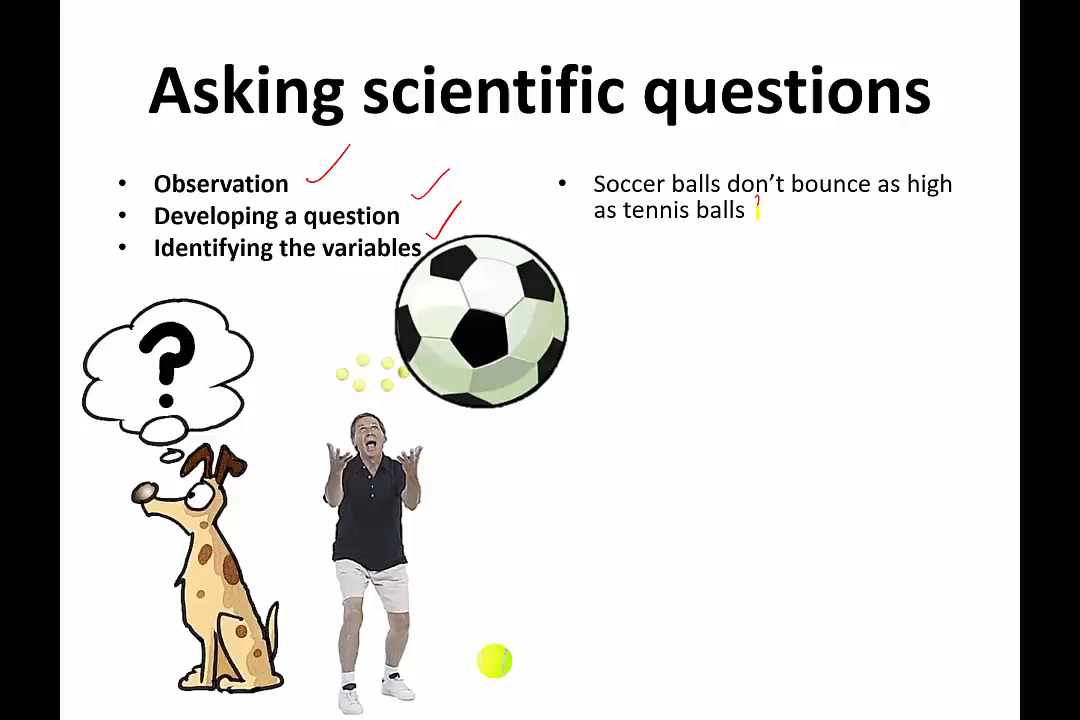 Asking scientific questions
• Observation
• Developing a question
• Identifying the variables
• Soccer balls don’t bounce as high
as tennis balls
?